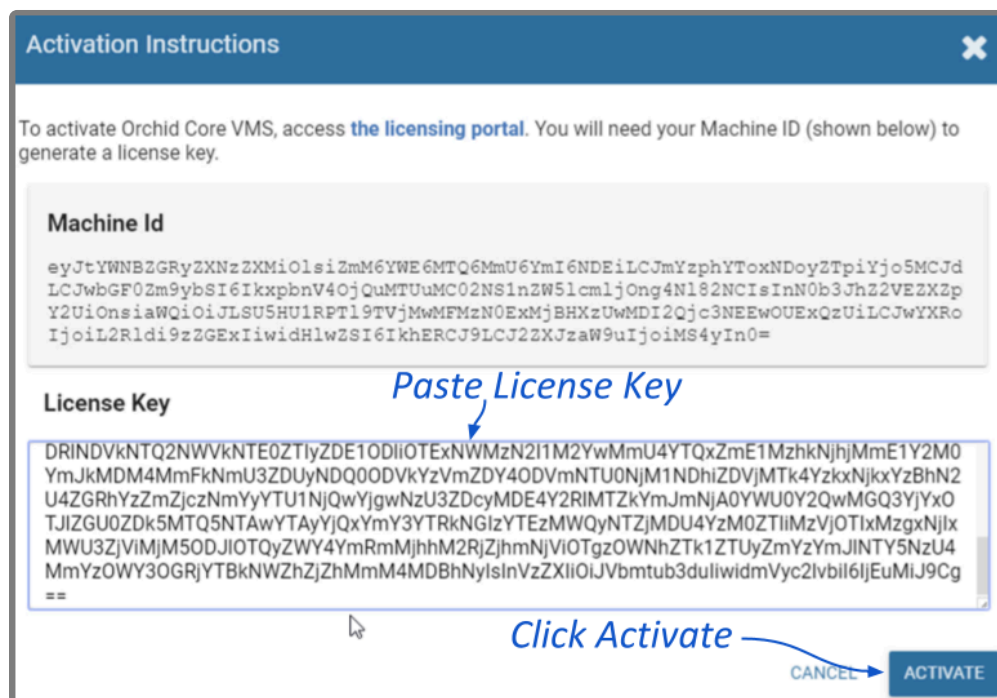 Activation Instructions
To activate Orchid Core VMS, access the licensing portal. You will need your Machine ID (shown below) to
generate a license key.
Machine Id
eyJtYWNBZGRyZXNzZXMiOlsiZmM6YWE6MTQ6MmU6YmI6NDEiLCJmYzphYToxNDoyZTpiYjo5MCJd
LCJwbGF0Zm9ybSI6IkxpbnV4OjQuMTUuMC02NS1nZW5lcmljOng4Nl82NCIsInN0b3JhZ2VEZXZp
Y2UiOnsiaWQiOiJLSU5HU1RPTl9TVjMwMFMzN0ExMjBHXzUwMDI2Qjc3NEEwOUExQzUiLCJwYXRo
IjoiL2Rldi9zZGExIiwidHlwZSI6IkhERCJ9LCJ2ZXJzaW9uIjoiMS4yIn0=
Paste License Key
License Key
DRlNDVkNTQ2NWVkNTE0ZTIyZDE1ODliOTExNWMzN2I1M2YwMmU4YTQxZmE1MzhkNjhjMmE1Y2M0
YmJkMDM4MmFkNmU3ZDUyNDQ0ODVkYzVmZDY4ODVmNTU0NjM1NDhiZDVjMTk4YzkxNjkxYzBhN2
U4ZGRhYzZmZjczNmYyYTU1NjQwYjgwNzU3ZDcyMDE4Y2RlMTZkYmJmNjA0YWU0Y2QwMGQ3YjYxO
TJlZGU0ZDk5MTQ5NTAwYTAyYjQxYmY3YTRkNGIzYTEzMWQyNTZjMDU4YzM0ZTliMzVjOTIxMzgxNjIx
MWU3ZjViMjM5ODJlOTQyZWY4YmRmMjhhM2RjZjhmNjViOTgzOWNhZTk1ZTUyZmYzYmJlNTY5NzU4
MmYzOWY3OGRjYTBkNWZhZjZhMmM4MDBhNyIsInVzZXIiOiJVbmtub3duIiwidmVyc2lvbiI6IjEuMiJ9Cg
==
Click Activate
CANCEL
ACTIVATE